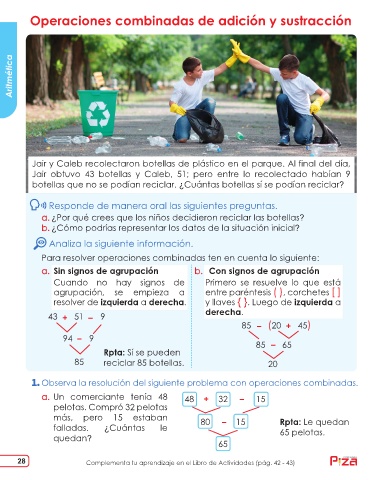 Operaciones combinadas de adición y sustracción
Aritmética
Jair y Caleb recolectaron botellas de plástico en el parque. Al final del día,
Jair obtuvo 43 botellas y Caleb, 51; pero entre lo recolectado habían 9
botellas que no se podían reciclar. ¿Cuántas botellas sí se podían reciclar?
Responde de manera oral las siguientes preguntas.
a. ¿Por qué crees que los niños decidieron reciclar las botellas?
b. ¿Cómo podrías representar los datos de la situación inicial?
Analiza la siguiente información.
Para resolver operaciones combinadas ten en cuenta lo siguiente:
a. Sin signos de agrupación
Cuando no hay signos de
agrupación, se empieza a
resolver de izquierda a derecha.
43 + 51 – 9
94 – 9
85
Rpta: Sí se pueden
reciclar 85 botellas.
b. Con signos de agrupación
Primero se resuelve lo que está
entre paréntesis ( ), corchetes [ ]
y llaves { }. Luego de izquierda a
derecha.
85 – (20 + 45)
85 – 65
20
1. Observa la resolución del siguiente problema con operaciones combinadas.
a. Un comerciante tenía 48
pelotas. Compró 32 pelotas
más, pero 15 estaban
falladas. ¿Cuántas le
quedan?
48 + 32 – 15
80 – 15
65
Rpta: Le quedan
65 pelotas.
28
Complementa tu aprendizaje en el Libro de Actividades (pág. 42 - 43)